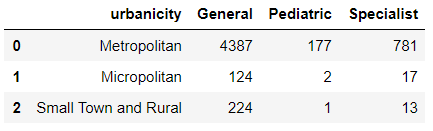 urbanicity General Pediatric Specialist
0 Metropolitan 4387 177 781
1 Micropolitan 124 2 17
2 Small Town and Rural 224 1 13